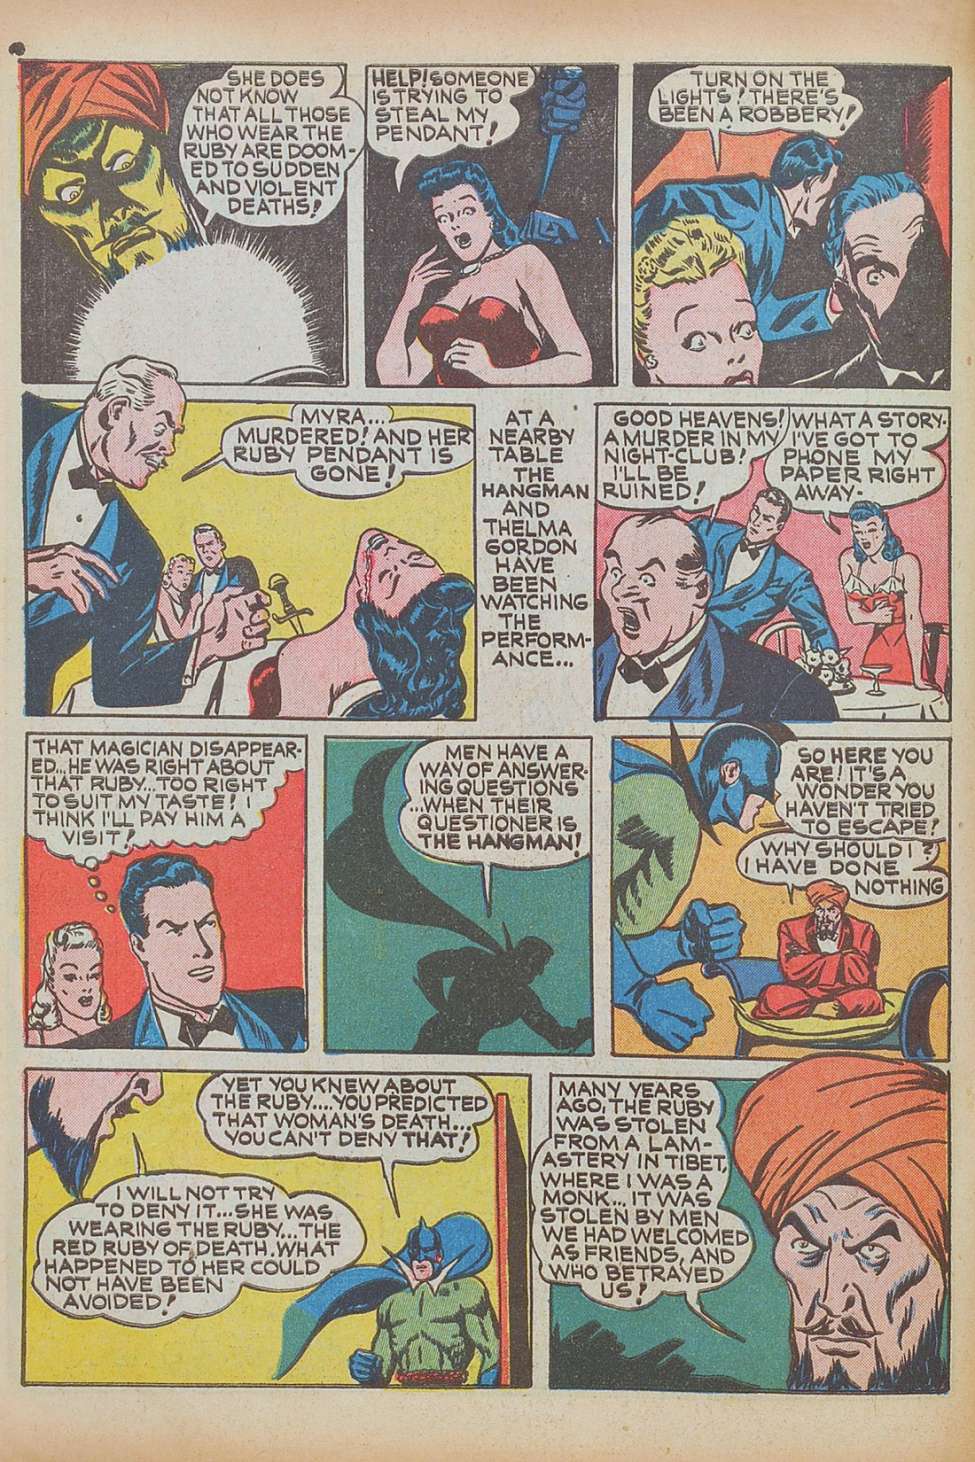 SHE DOES
NOT KNOW
THAT ALL THOSE
WHO WEAR THE
RUBY ARE DOOM-
ED TO SUDDEN
AND VIOLENT
DEATHS!
HELP! SOMEONE
IS TRYING TO
STEAL MY
PENDANT!
TURN ON THE
LIGHTS! THERE'S
BEEN A ROBBERY!
MYRA...
MURDERED! AND HER
RUBY PENDANT IS
GONE!
AT A
NEARBY
TABLE
THE
HANGMAN
AND
THELMA
GORDON
HAVE
BEEN
WATCHING
THE
PERFORM-
ANCE...
GOOD HEAVENS!
A MURDER IN MY
NIGHT-CLUB!
I'LL BE
RUINED!
WHAT A STORY-
I'VE GOT TO
PHONE MY
PAPER RIGHT
AWAY-
THAT MAGICIAN DISAPPEAR-
ED... HE WAS RIGHT ABOUT
THAT RUBY... TOO RIGHT
TO SUIT MY TASTE! I
THINK I'LL PAY HIM A
VISIT!
MEN HAVE A
WAY OF ANSWER-
ING QUESTIONS
...WHEN THEIR
QUESTIONER IS
THE HANGMAN!
SO HERE YOU
ARE! IT'S A
WONDER YOU
HAVEN'T TRIED
TO ESCAPE!
WHY SHOULD I?
I HAVE DONE
NOTHING
YET YOU KNEW ABOUT
THE RUBY.... YOU PREDICTED
THAT WOMAN'S DEATH...
YOU CAN'T DENY THAT!
I WILL NOT TRY
TO DENY IT... SHE WAS
WEARING THE RUBY... THE
RED RUBY OF DEATH. WHAT
HAPPENED TO HER COULD
NOT HAVE BEEN
AVOIDED!
MANY YEARS
AGO, THE RUBY
WAS STOLEN
FROM A LAM-
ASTERY IN TIBET,
WHERE I WAS A
MONK... IT WAS
STOLEN BY MEN
WE HAD WELCOMED
AS FRIENDS, AND
WHO BETRAYED
US!